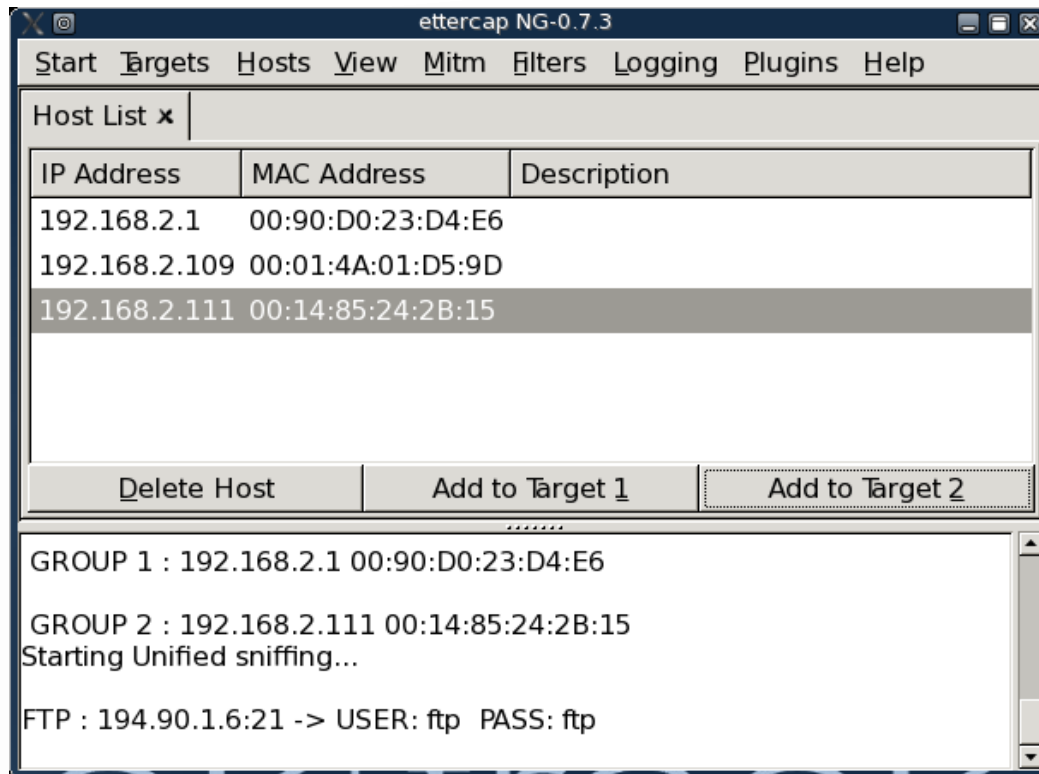 ettercap NG-0.7.3
Start Targets Hosts View Mitm Filters Logging Plugins Help
Host List x
IP Address MAC Address Description
192.168.2.1 00:90:D0:23:D4:E6
192.168.2.109 00:01:4A:01:D5:9D
192.168.2.111 00:14:85:24:2B:15
Delete Host Add to Target 1 Add to Target 2
GROUP 1 : 192.168.2.1 00:90:D0:23:D4:E6
GROUP 2 : 192.168.2.111 00:14:85:24:2B:15
Starting Unified sniffing...
FTP : 194.90.1.6:21 -> USER: ftp PASS: ftp